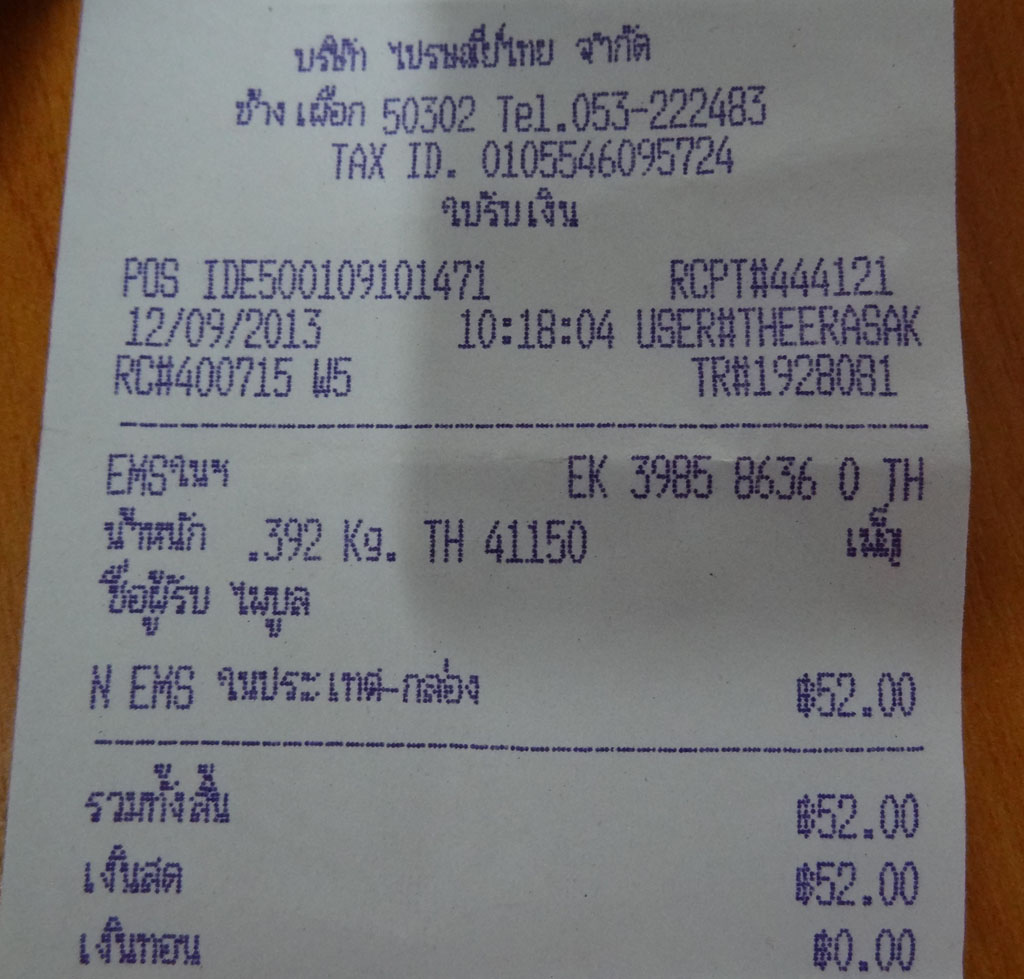 บริษัท ไปรษณีย์ไทย จำกัด
ช้างเผือก 50302 Tel.053-222483
TAX ID. 0105546095724
ใบรับเงิน
POS IDE500109101471 RCPT#444121
12/09/2013 10:18:04 USER#THEERASAK
RC#400715 W5 TR#1928081
EMSในฯ EK 3985 8636 0 TH
น้ำหนัก .392 Kg. TH 41150 เพ็ญ
ชื่อผู้รับ ไพบูล
N EMS ในประเทศ-กล่อง ฿52.00
รวมทั้งสิ้น ฿52.00
เงินสด ฿52.00
เงินทอน ฿0.00